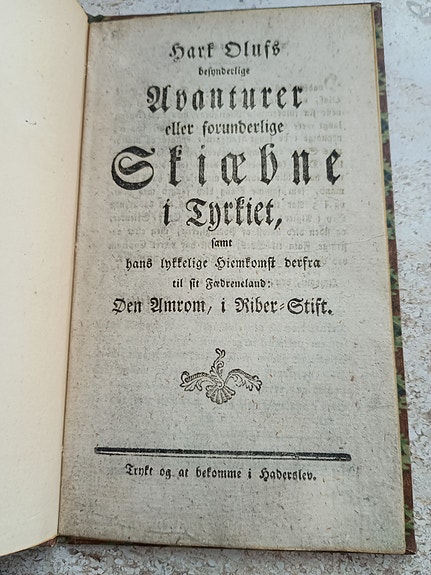 Hark Olufs
besynderlige
Avanturer
eller forunderlige
Skiæbne
i Tyrkiet,
samt
hans lykkelige Hiemkomst derfra
til sit Fædreneland:
Øen Amrom, i Riber-Stift.
Trykt og at bekomme i Haderslev.